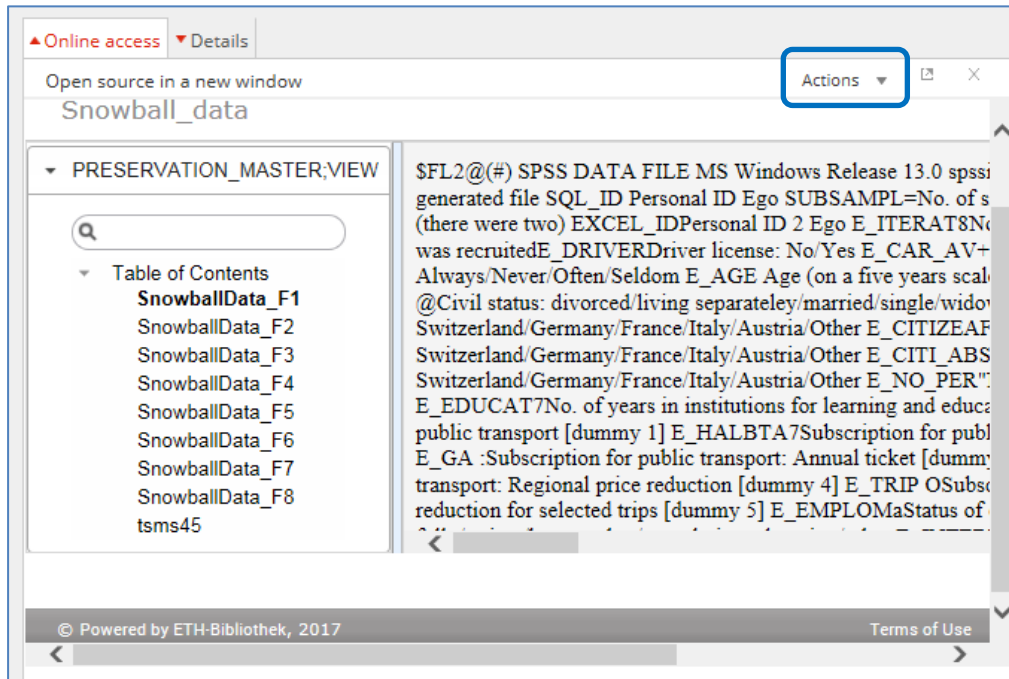 Online access Details
Open source in a new window Actions
Snowball_data
PRESERVATION_MASTER;VIEW
Table of Contents
SnowballData_F1
SnowballData_F2
SnowballData_F3
SnowballData_F4
SnowballData_F5
SnowballData_F6
SnowballData_F7
SnowballData_F8
tsms45
$FL2@(#) SPSS DATA FILE MS Windows Release 13.0 spssi
generated file SQL_ID Personal ID Ego SUBSAMPL=No. of s
(there were two) EXCEL_IDPersonal ID 2 Ego E_ITERAT8No
was recruitedE_DRIVERDriver license: No/Yes E_CAR_AV+
Always/Never/Often/Seldom E_AGE Age (on a five years scale
@Civil status: divorced/living separateley/married/single/widow
Switzerland/Germany/France/Italy/Austria/Other E_CITIZEAF
Switzerland/Germany/France/Italy/Austria/Other E_CITI_ABS
Switzerland/Germany/France/Italy/Austria/Other E_NO_PER"
E_EDUCAT7No. of years in institutions for learning and educa
public transport [dummy 1] E_HALBTA7Subscription for publ
E_GA :Subscription for public transport: Annual ticket [dummy
transport: Regional price reduction [dummy 4] E_TRIP OSubsc
reduction for selected trips [dummy 5] E_EMPLOMaStatus of
© Powered by ETH-Bibliothek, 2017 Terms of Use